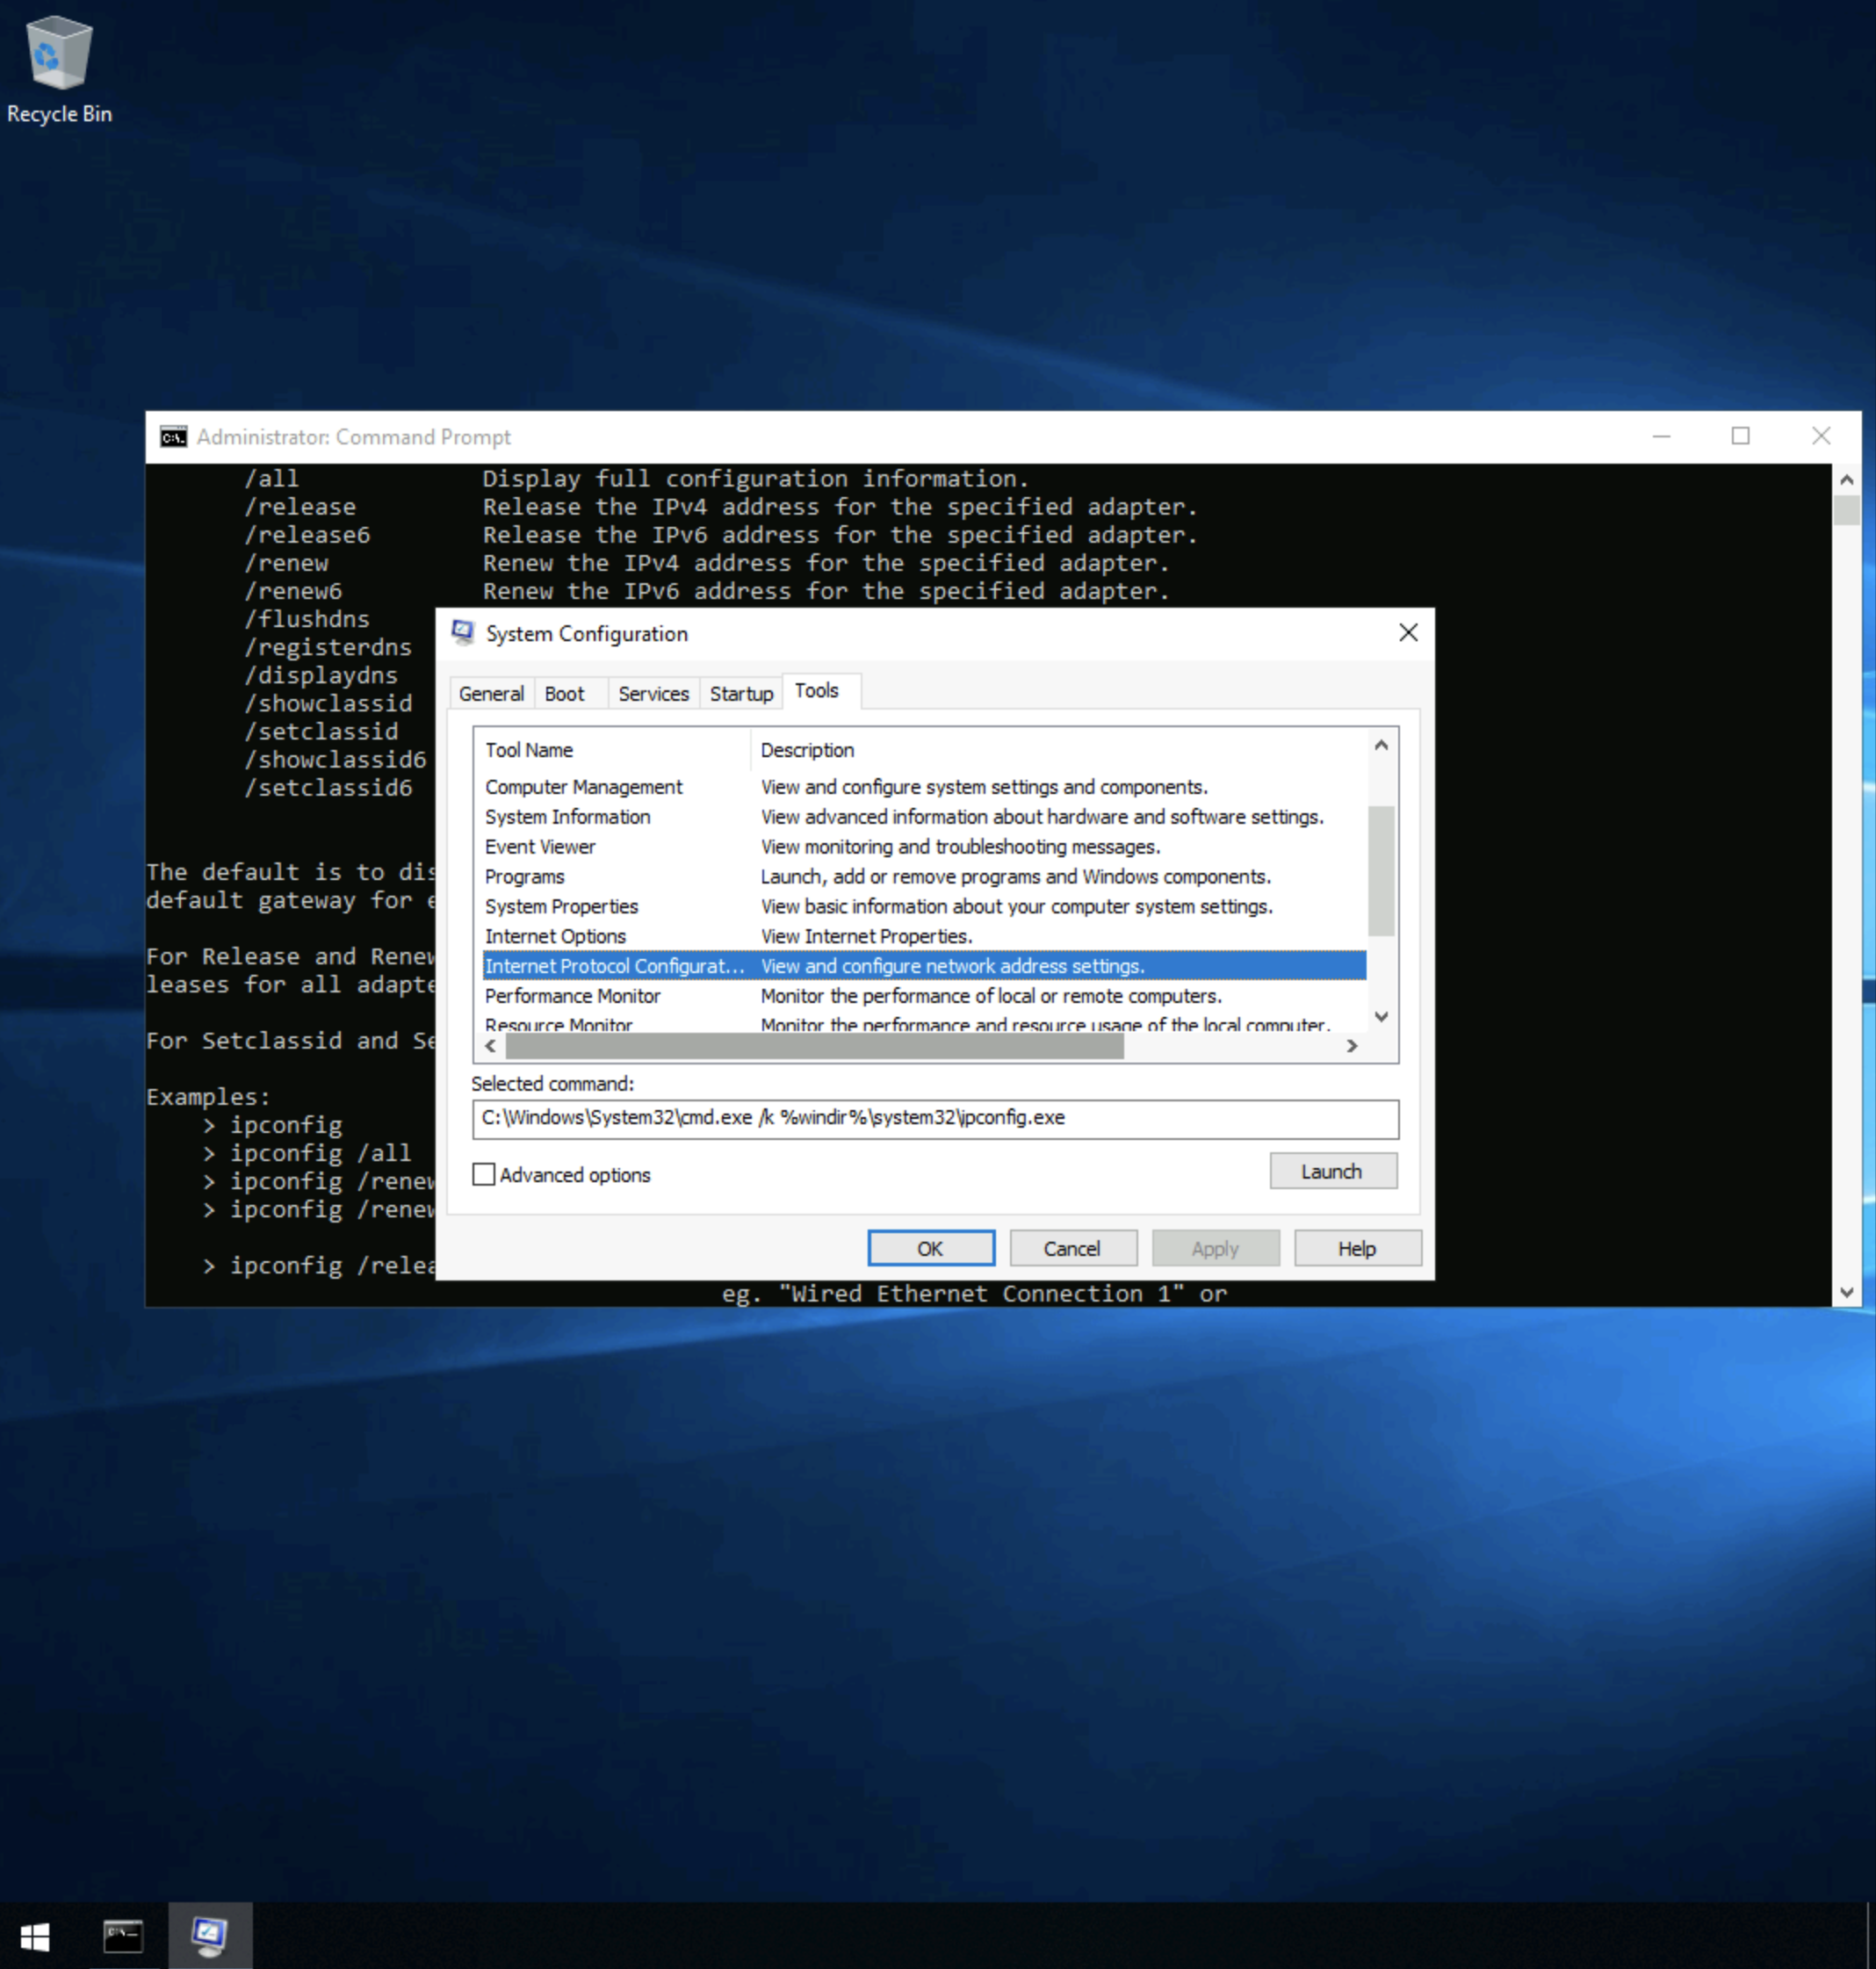 Recycle Bin
Administrator: Command Prompt
/all Display full configuration information.
/release Release the IPv4 address for the specified adapter.
/release6 Release the IPv6 address for the specified adapter.
/renew Renew the IPv4 address for the specified adapter.
/renew6 Renew the IPv6 address for the specified adapter.
/flushdns
/registerdns
/displaydns
/showclassid
/setclassid
/showclassid6
/setclassid6
The default is to dis
default gateway for e
For Release and Renew
leases for all adapte
For Setclassid and Se
Examples:
> ipconfig
> ipconfig /all
> ipconfig /renew
> ipconfig /renew
> ipconfig /relea
eg. "Wired Ethernet Connection 1" or
System Configuration
General Boot Services Startup Tools
Tool Name Description
Computer Management View and configure system settings and components.
System Information View advanced information about hardware and software settings.
Event Viewer View monitoring and troubleshooting messages.
Programs Launch, add or remove programs and Windows components.
System Properties View basic information about your computer system settings.
Internet Options View Internet Properties.
Internet Protocol Configurat... View and configure network address settings.
Performance Monitor Monitor the performance of local or remote computers.
Resource Monitor Monitor the performance and resource usage of the local computer.
Selected command:
C:\Windows\System32\cmd.exe /k %windir%\system32\ipconfig.exe
Advanced options
Launch
OK Cancel Apply Help